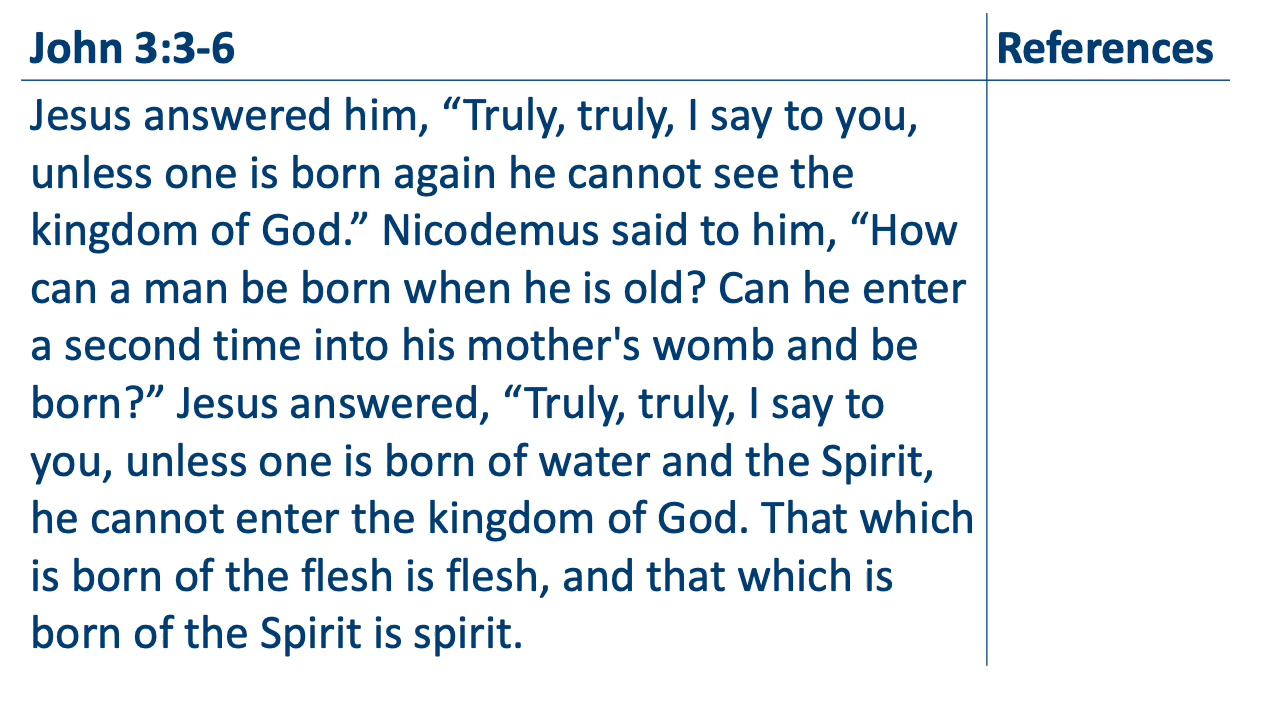 John 3:3-6
References
Jesus answered him, “Truly, truly, I say to you,
unless one is born again he cannot see the
kingdom of God.” Nicodemus said to him, “How
can a man be born when he is old? Can he enter
a second time into his mother's womb and be
born?” Jesus answered, “Truly, truly, I say to
you, unless one is born of water and the Spirit,
he cannot enter the kingdom of God. That which
is born of the flesh is flesh, and that which is
born of the Spirit is spirit.